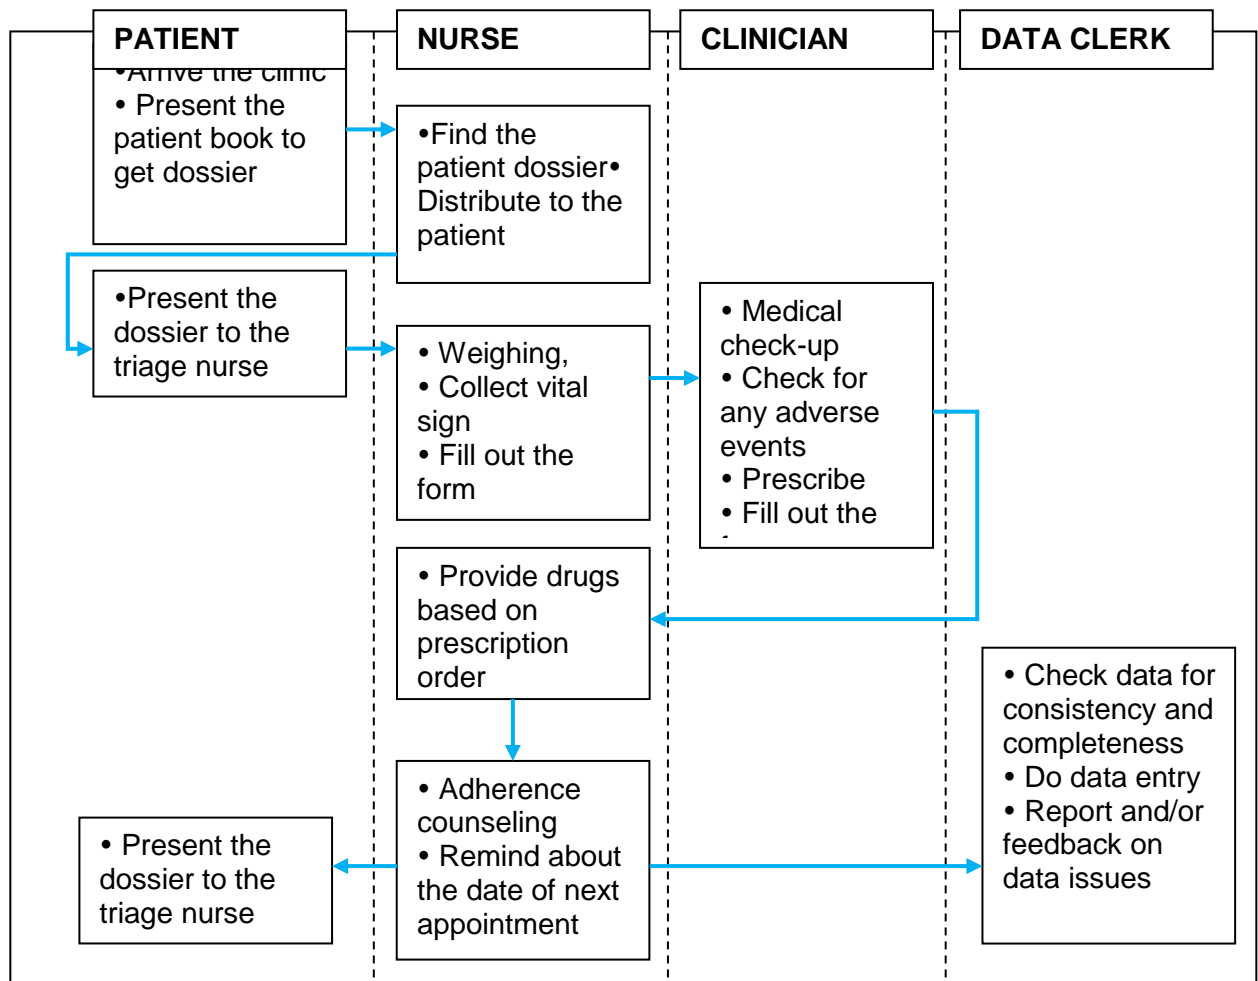 PATIENT
NURSE
CLINICIAN
DATA CLERK
•Arrive the clinic
• Present the
patient book to
get dossier
•Find the
patient dossier•
Distribute to the
patient
•Present the
dossier to the
triage nurse
• Weighing,
• Collect vital
sign
• Fill out the
form
• Medical
check-up
• Check for
any adverse
events
• Prescribe
• Fill out the
• Provide drugs
based on
prescription
order
• Adherence
counseling
• Remind about
the date of next
appointment
• Present the
dossier to the
triage nurse
• Check data for
consistency and
completeness
• Do data entry
• Report and/or
feedback on
data issues